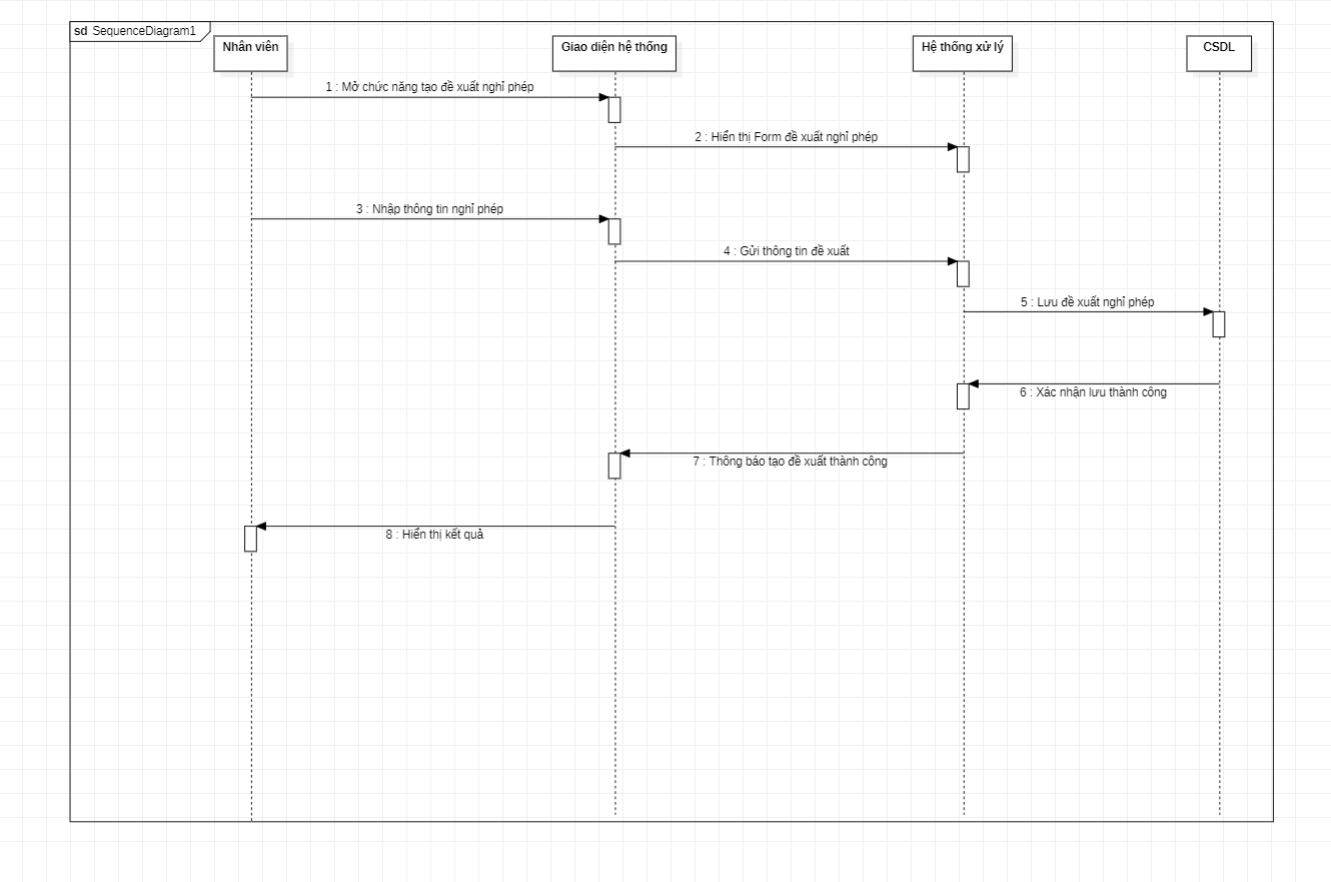 sd SequenceDiagram1
Nhân viên
Giao diện hệ thống
Hệ thống xử lý
CSDL
1 : Mở chức năng tạo đề xuất nghỉ phép
2 : Hiển thị Form đề xuất nghỉ phép
3 : Nhập thông tin nghỉ phép
4 : Gửi thông tin đề xuất
5 : Lưu đề xuất nghỉ phép
6 : Xác nhận lưu thành công
7 : Thông báo tạo đề xuất thành công
8 : Hiển thị kết quả